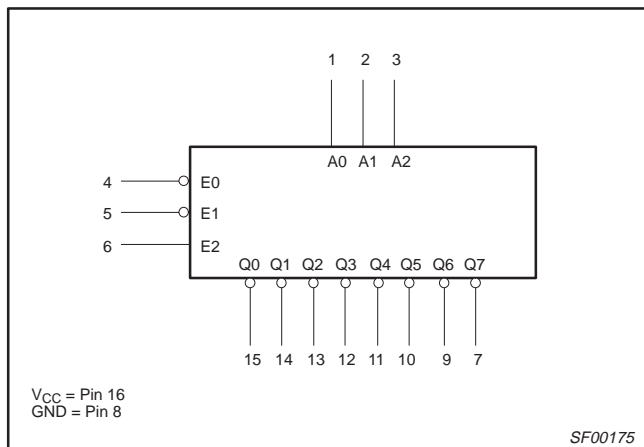 1 2 3
A0 A1 A2
4 E0
5 E1
6 E2
Q0 Q1 Q2 Q3 Q4 Q5 Q6 Q7
15 14 13 12 11 10 9 7
VCC = Pin 16
GND = Pin 8
SF00175